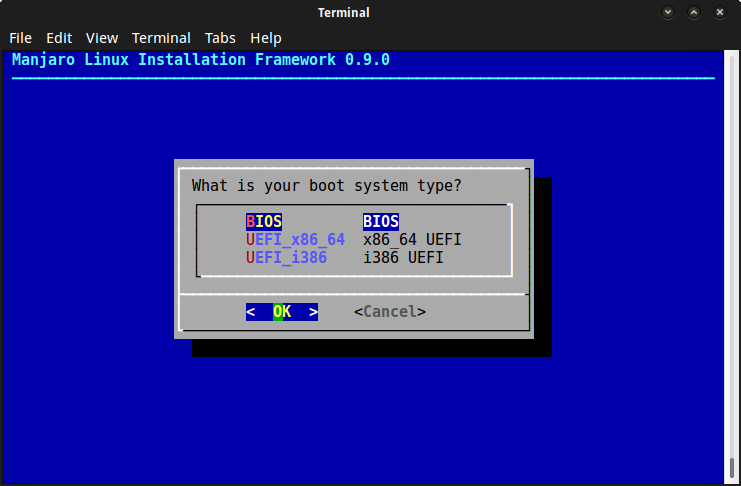 Terminal
File Edit View Terminal Tabs Help
Manjaro Linux Installation Framework 0.9.0
What is your boot system type?
BIOS BIOS
UEFI_x86_64 x86_64 UEFI
UEFI_i386 i386 UEFI
< OK > <Cancel>